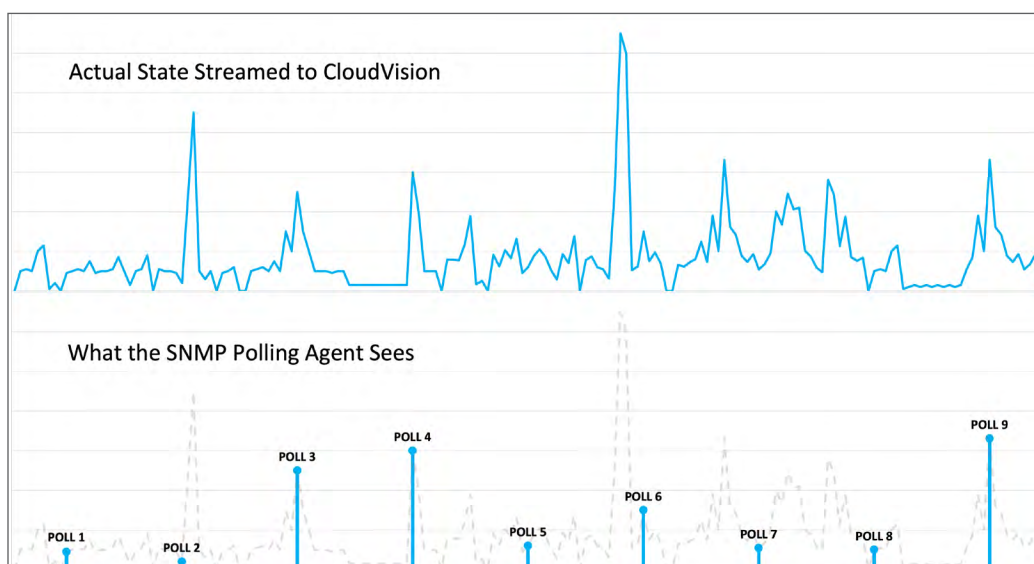 Actual State Streamed to CloudVision
What the SNMP Polling Agent Sees
POLL 1
POLL 2
POLL 3
POLL 4
POLL 5
POLL 6
POLL 7
POLL 8
POLL 9